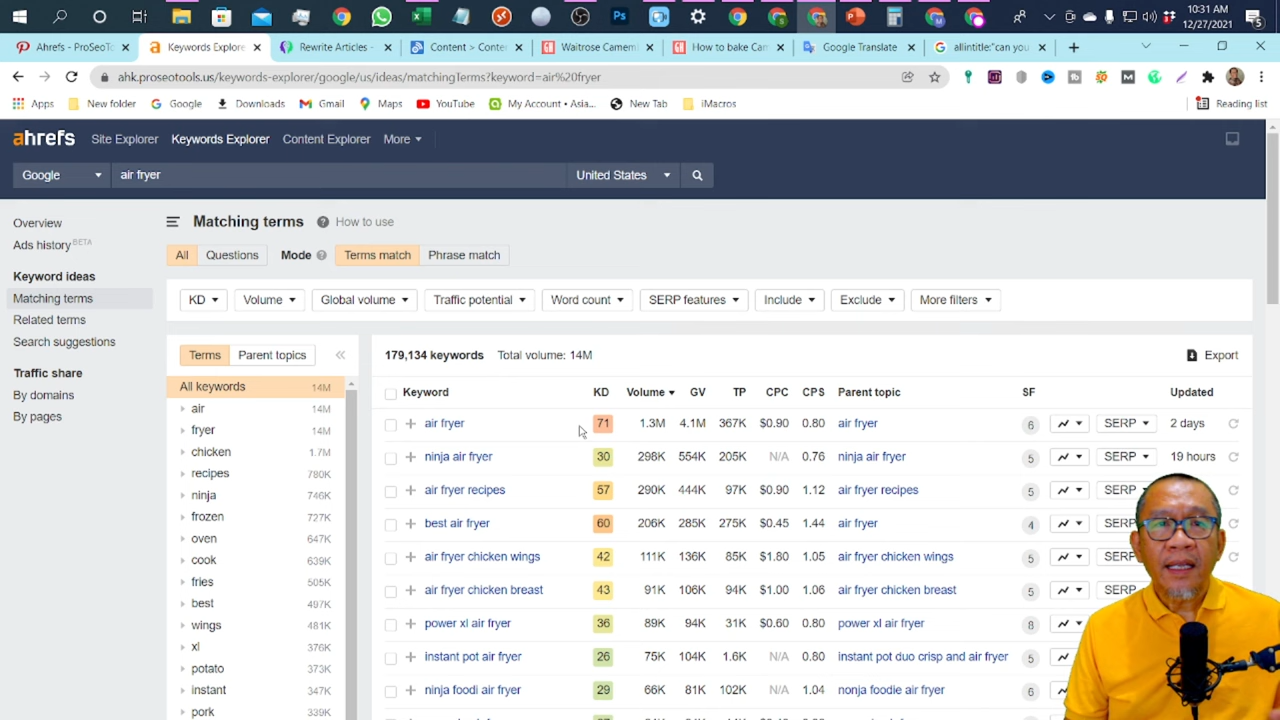 10:31 AM
12/27/2021
5
Ahrefs - ProSeoTo
Keywords Explore
Rewrite Articles -
Content > Conte
Waitrose Camem
How to bake Cam
Google Translate
allintitle:"can you
ahk.proseotools.us/keywords-explorer/google/us/ideas/matchingTerms?keyword=air%20fryer
Apps New folder Google Downloads Gmail Maps YouTube My Account • Asia... New Tab iMacros Reading list
ahrefs Site Explorer Keywords Explorer Content Explorer More
Google air fryer United States
Overview
Ads history BETA
Keyword ideas
Matching terms
Related terms
Search suggestions
Traffic share
By domains
By pages
Matching terms ? How to use
All Questions Mode ? Terms match Phrase match
KD Volume Global volume Traffic potential Word count SERP features Include Exclude More filters
Terms Parent topics
All keywords 14M
air 14M
fryer 14M
chicken 1.7M
recipes 780K
ninja 746K
frozen 727K
oven 647K
cook 639K
fries 505K
best 497K
wings 481K
xl 376K
potato 373K
instant 347K
pork 339K
179,134 keywords Total volume: 14M Export
Keyword KD Volume GV TP CPC CPS Parent topic SF Updated
air fryer 71 1.3M 4.1M 367K $0.90 0.80 air fryer 6 SERP 2 days
ninja air fryer 30 298K 554K 205K N/A 0.76 ninja air fryer 5 SERP 19 hours
air fryer recipes 57 290K 444K 97K $0.90 1.12 air fryer recipes 5 SERP
best air fryer 60 206K 285K 275K $0.45 1.44 air fryer 4 SERP
air fryer chicken wings 42 111K 136K 85K $1.80 1.05 air fryer chicken wings 5 SERP
air fryer chicken breast 43 91K 106K 94K $1.00 1.06 air fryer chicken breast 5 SERP
power xl air fryer 36 89K 94K 31K $0.60 0.80 power xl air fryer 8
instant pot air fryer 26 75K 104K 1.6K N/A 0.80 instant pot duo crisp and air fryer 5
ninja foodi air fryer 29 66K 81K 102K N/A 1.04 nonja foodie air fryer 6